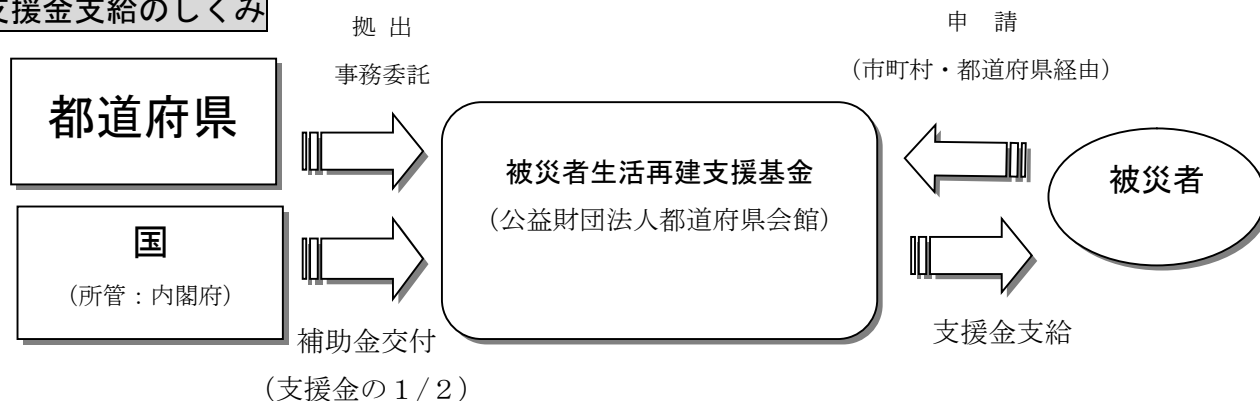 支援金支給のしくみ
拠 出
事務委託
申 請
（市町村・都道府県経由）
都道府県
被災者生活再建支援基金
（公益財団法人都道府県会館）
被災者
国
（所管：内閣府）
補助金交付
（支援金の１/２）
支援金支給